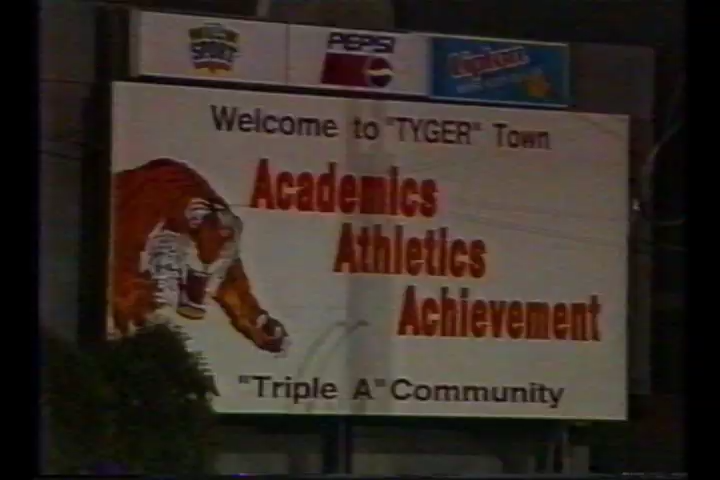 SPORT
PEPSI
Welcome to "TYGER" Town
Academics
Athletics
Achievement
"Triple A" Community